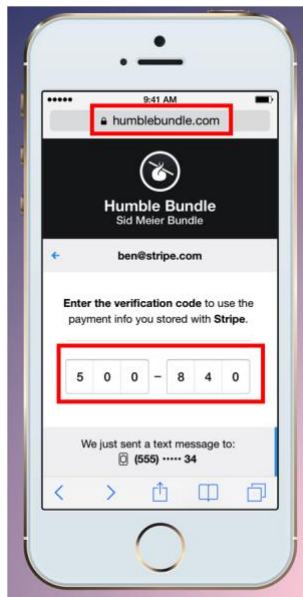 9:41 AM
humblebundle.com
Humble Bundle
Sid Meier Bundle
ben@stripe.com
Enter the verification code to use the
payment info you stored with Stripe.
5 0 0 – 8 4 0
We just sent a text message to:
(555) ····· 34